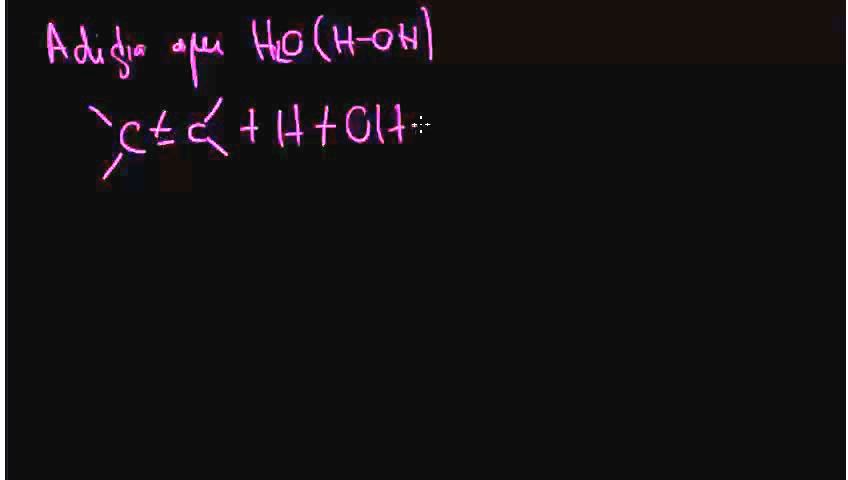 Adiția apei H₂O (H-OH)
C = C + H + OH